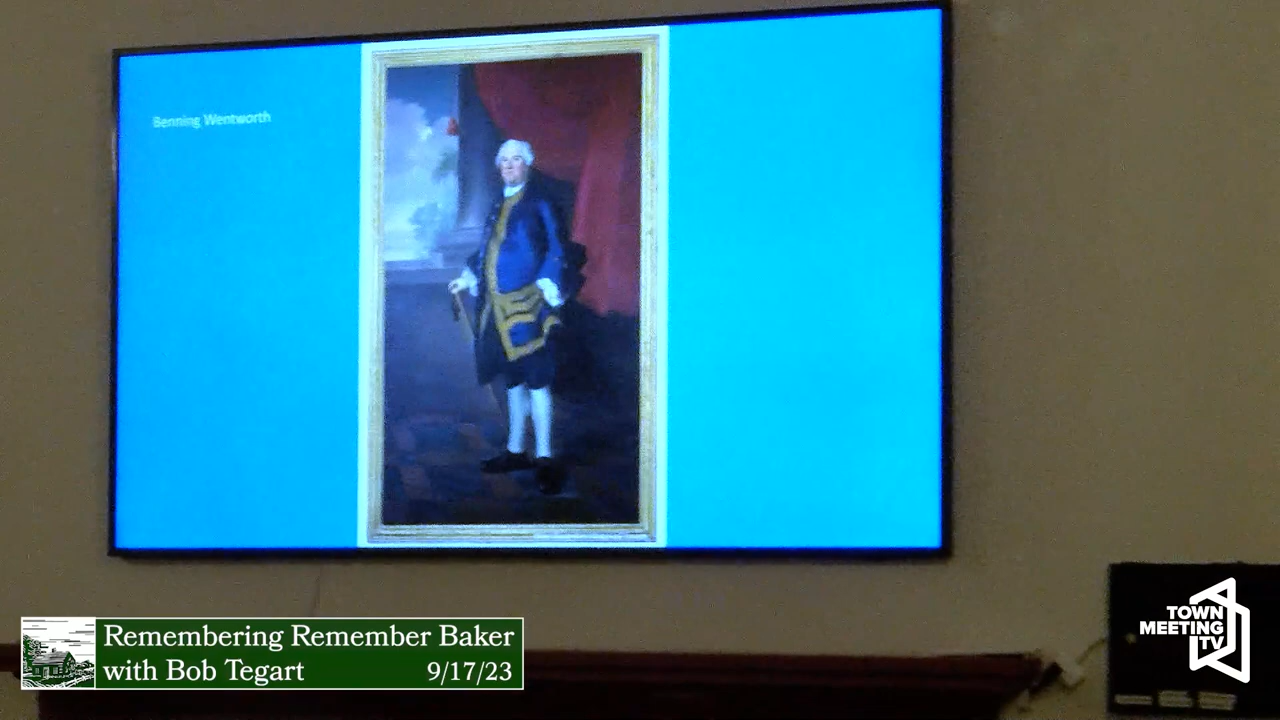 Benning Wentworth
Remembering Remember Baker
with Bob Tegart 9/17/23
TOWN
MEETING
TV